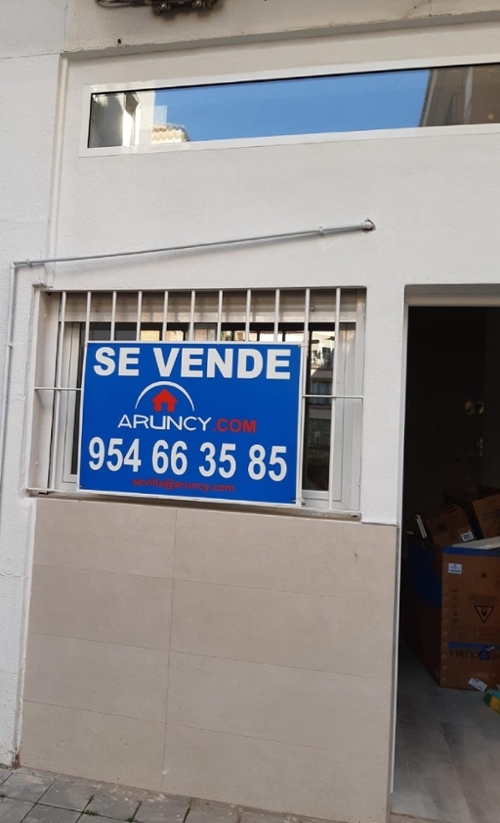 SE VENDE
ARUNCY.COM
954 66 35 85
sevilla@aruncy.com